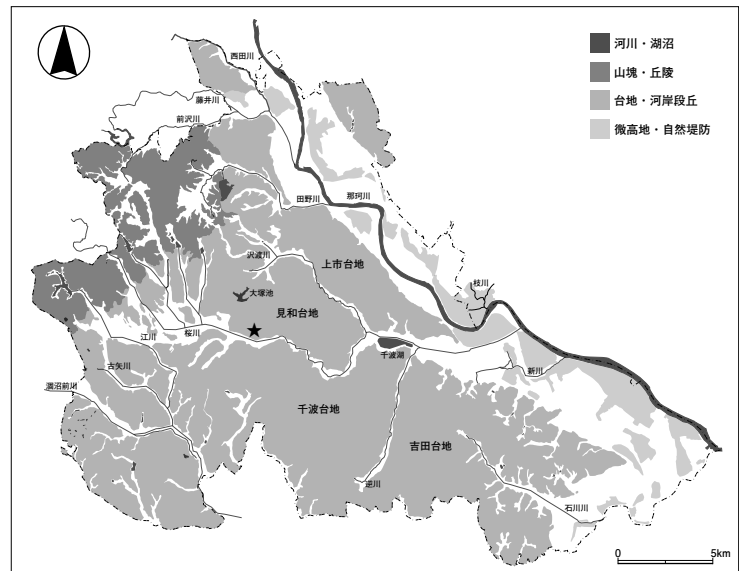 河川・湖沼
山塊・丘陵
台地・河岸段丘
微高地・自然堤防
西田川
藤井川
前沢川
田野川
那珂川
沢渡川
上市台地
枝川
大塚池
見和台地
江川
桜川
千波湖
古矢川
新川
涸沼前川
千波台地
吉田台地
逆川
石川川
0
5km